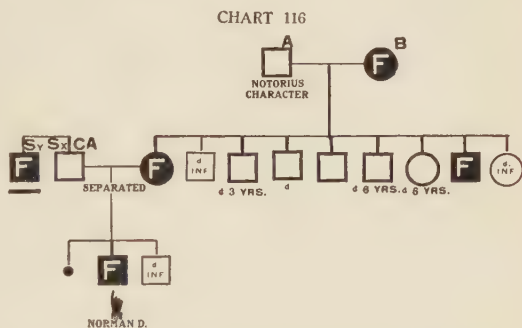 CHART 116
A
B
F
NOTORIUS
CHARACTER
SY SX CA
F
SEPARATED
F
d
INF
d 3 YRS.
d
d 8 YRS.
d 6 YRS.
F
d.
INF
F
d
INF
NORMAN D.